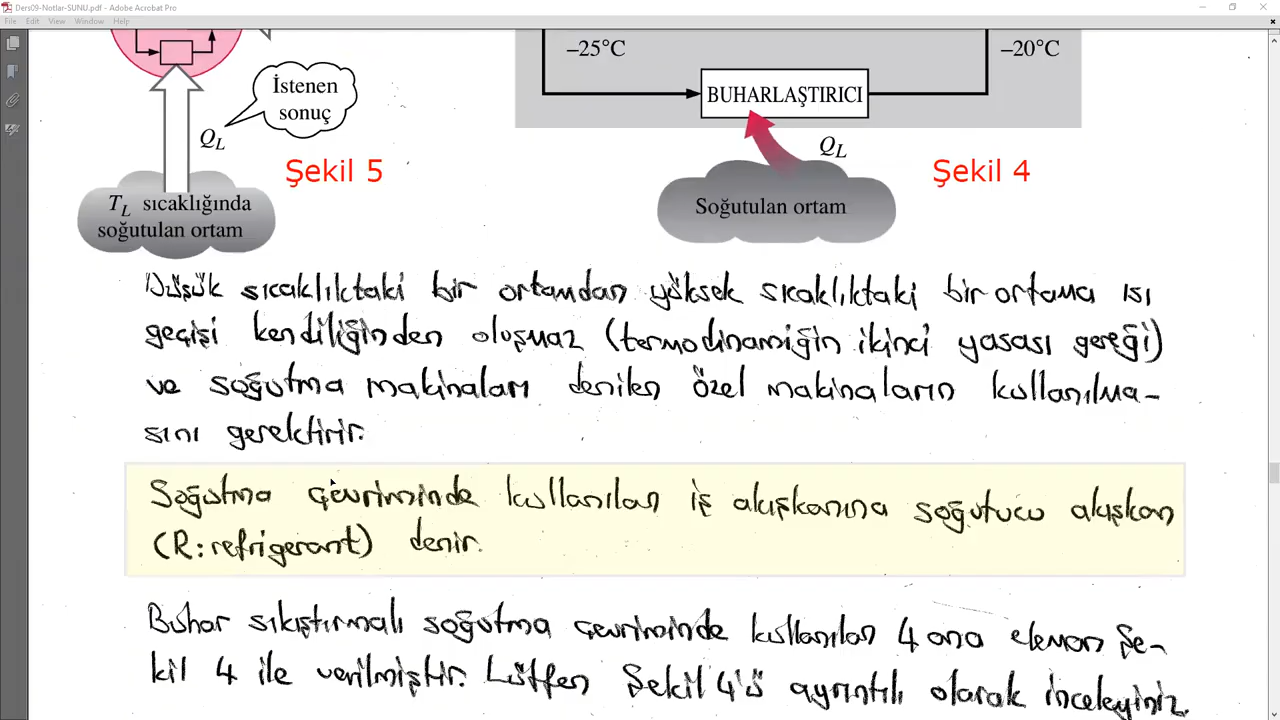 Ders09-Notlar-SUNU.pdf - Adobe Acrobat Pro
File Edit View Window Help
İstenen
sonuç
Q_L
Şekil 5
T_L sıcaklığında
soğutulan ortam
–25°C
–20°C
BUHARLAŞTIRICI
Q_L
Şekil 4
Soğutulan ortam
Düşük sıcaklıktaki bir ortamdan yüksek sıcaklıktaki bir ortama ısı
geçişi kendiliğinden oluşmaz (termodinamiğin ikinci yasası gereği)
ve soğutma makinaları denilen özel makinaların kullanılma-
sını gerektirir.
Soğutma çevriminde kullanılan iş akışkanına soğutucu akışkan
(R:refrigerant) denir.
Buhar sıkıştırmalı soğutma çevriminde kullanılan 4 ana eleman Şe-
kil 4 ile verilmiştir. Lütfen Şekil 4'ü ayrıntılı olarak inceleyiniz.